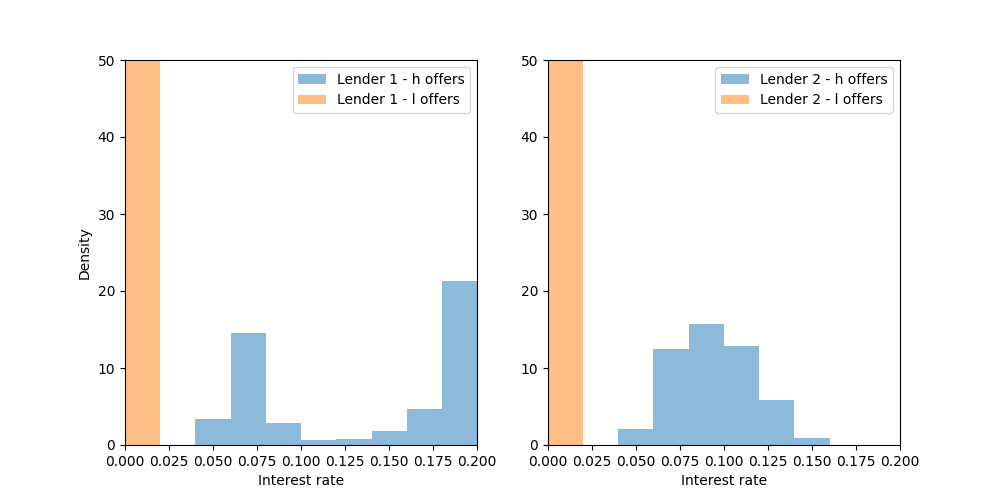 50
40
30
20
10
0
Density
0.000 0.025 0.050 0.075 0.100 0.125 0.150 0.175 0.200
Interest rate
Lender 1 - h offers
Lender 1 - l offers
50
40
30
20
10
0
0.000 0.025 0.050 0.075 0.100 0.125 0.150 0.175 0.200
Interest rate
Lender 2 - h offers
Lender 2 - l offers